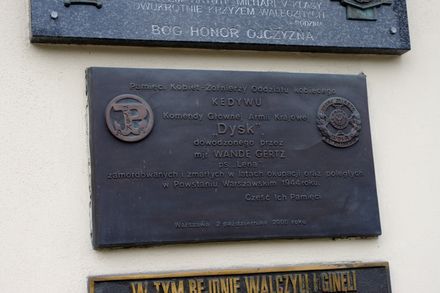 DWUKROTNIE KRZYŻEM WALECZNYCH
BÓG HONOR OJCZYZNA
Pamięci Kobiet-Żołnierzy Oddziału kobiecego
KEDYWU
Komendy Głównej Armii Krajowej
„Dysk”,
dowodzonego przez
mjr WANDĘ GERTZ
ps. „Lena”
zamordowanych i zmarłych w latach okupacji oraz poległych
w Powstaniu Warszawskim 1944 roku.
Cześć Ich Pamięci
Warszawa, 2 października 2000 roku
W TYM REJONIE WALCZYLI I GINĘLI